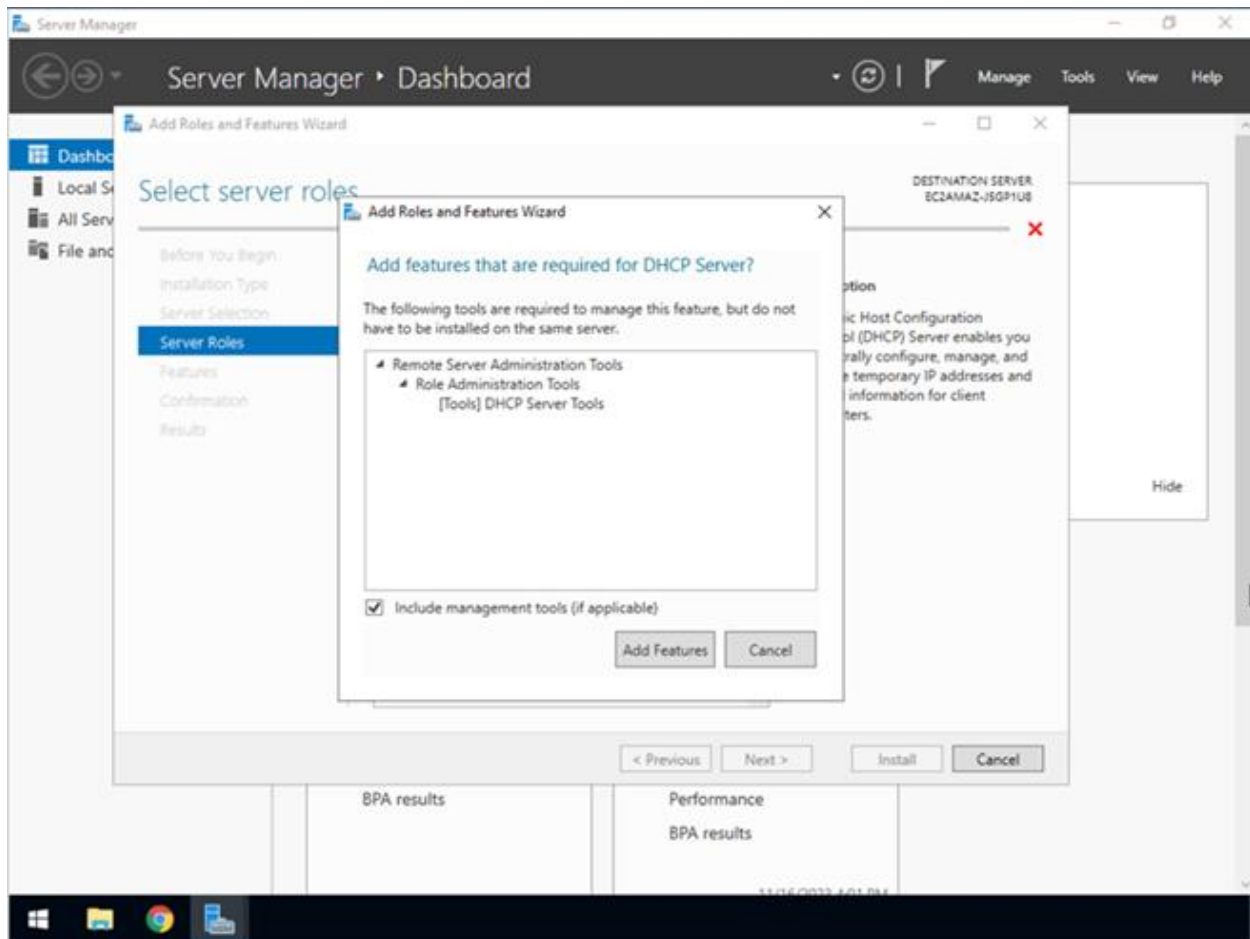 Server Manager
Server Manager ‣ Dashboard
Manage Tools View Help
Add Roles and Features Wizard
Dashbo
Local Se
All Serv
File and
Select server roles
DESTINATION SERVER
EC2AMAZ-JSGP1U8
Before You Begin
Installation Type
Server Selection
Server Roles
Features
Confirmation
Results
Add Roles and Features Wizard
Add features that are required for DHCP Server?
The following tools are required to manage this feature, but do not
have to be installed on the same server.
Remote Server Administration Tools
Role Administration Tools
[Tools] DHCP Server Tools
Include management tools (if applicable)
Add Features Cancel
ption
ic Host Configuration
ol (DHCP) Server enables you
rally configure, manage, and
e temporary IP addresses and
information for client
ters.
Hide
< Previous Next > Install Cancel
BPA results
Performance
BPA results